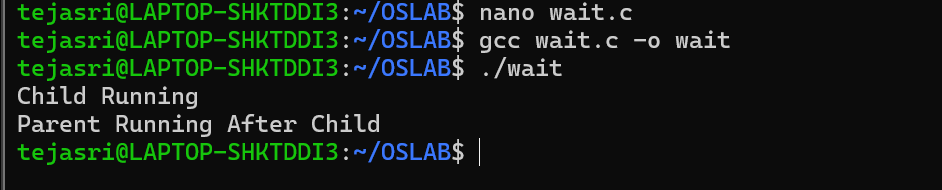 tejasri@LAPTOP-SHKTDDI3:~/OSLAB$ nano wait.c
tejasri@LAPTOP-SHKTDDI3:~/OSLAB$ gcc wait.c -o wait
tejasri@LAPTOP-SHKTDDI3:~/OSLAB$ ./wait
Child Running
Parent Running After Child
tejasri@LAPTOP-SHKTDDI3:~/OSLAB$